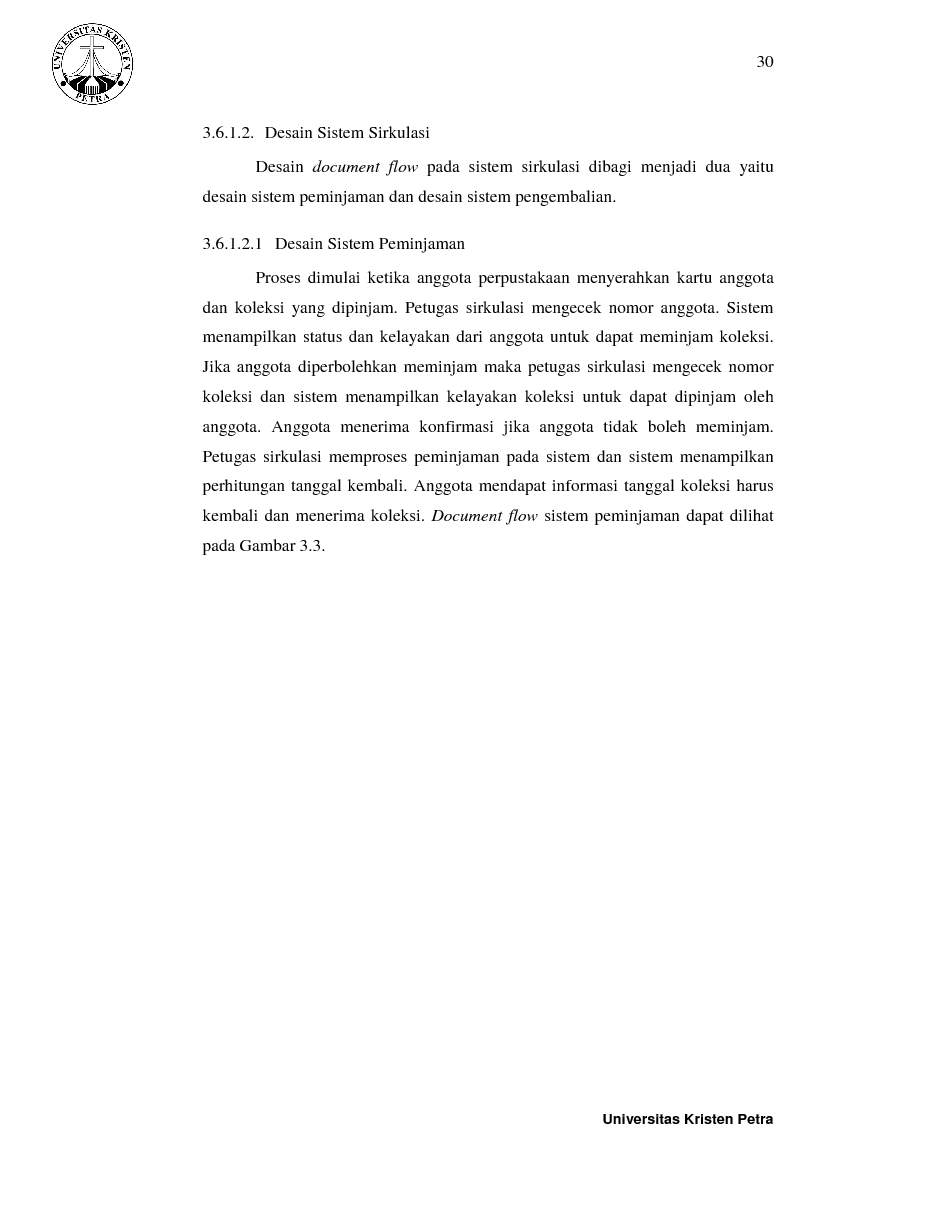 UNIVERSITAS KRISTEN
PETRA
30
3.6.1.2. Desain Sistem Sirkulasi
Desain document flow pada sistem sirkulasi dibagi menjadi dua yaitu
desain sistem peminjaman dan desain sistem pengembalian.
3.6.1.2.1 Desain Sistem Peminjaman
Proses dimulai ketika anggota perpustakaan menyerahkan kartu anggota
dan koleksi yang dipinjam. Petugas sirkulasi mengecek nomor anggota. Sistem
menampilkan status dan kelayakan dari anggota untuk dapat meminjam koleksi.
Jika anggota diperbolehkan meminjam maka petugas sirkulasi mengecek nomor
koleksi dan sistem menampilkan kelayakan koleksi untuk dapat dipinjam oleh
anggota. Anggota menerima konfirmasi jika anggota tidak boleh meminjam.
Petugas sirkulasi memproses peminjaman pada sistem dan sistem menampilkan
perhitungan tanggal kembali. Anggota mendapat informasi tanggal koleksi harus
kembali dan menerima koleksi. Document flow sistem peminjaman dapat dilihat
pada Gambar 3.3.
Universitas Kristen Petra